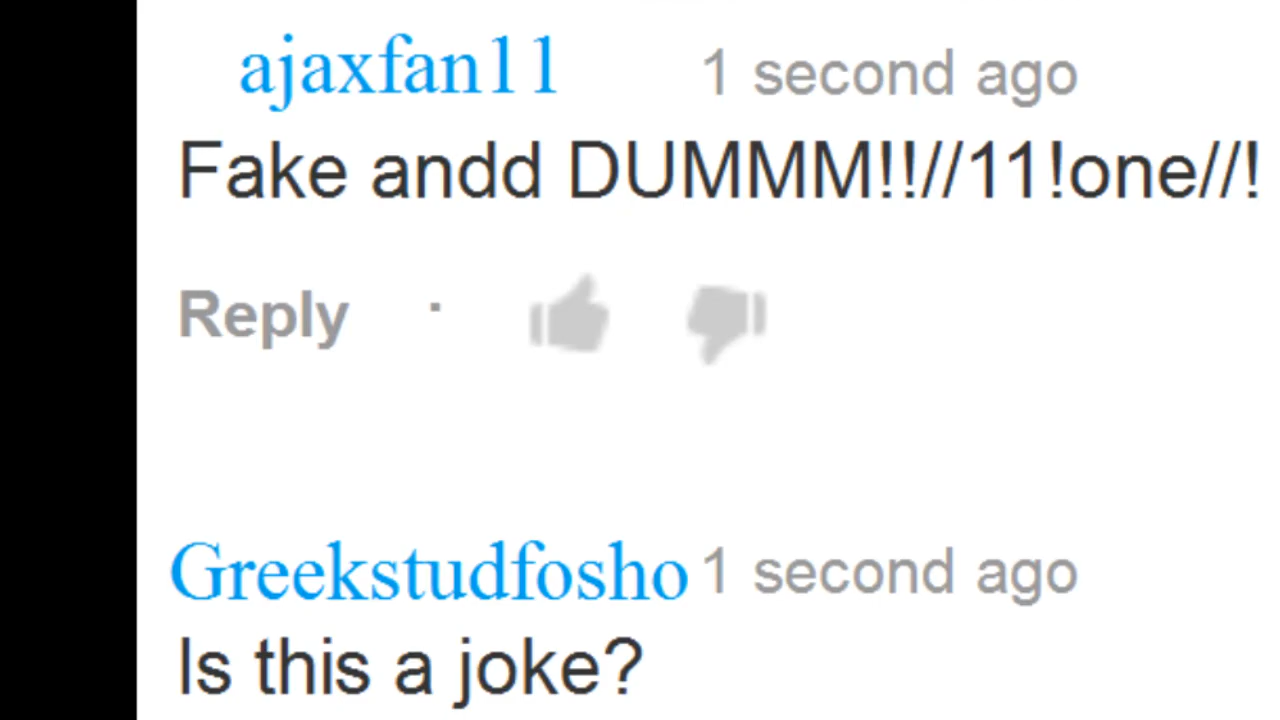 ajaxfan11 1 second ago
Fake andd DUMMM!!//11!one//!
Reply ·
Greekstudfosho 1 second ago
Is this a joke?